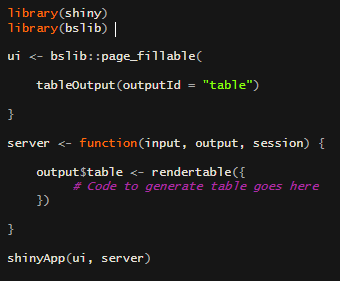 library(shiny)
library(bslib)
ui <- bslib::page_fillable(
tableOutput(outputId = "table")
}
server <- function(input, output, session) {
output$table <- rendertable({
# Code to generate table goes here
})
}
shinyApp(ui, server)